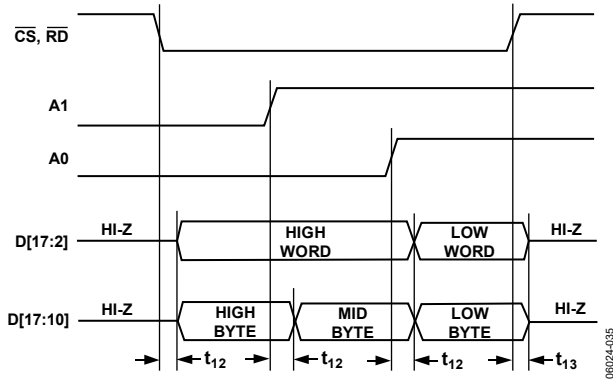 CS, RD
A1
A0
D[17:2] HI-Z HIGH WORD LOW WORD HI-Z
D[17:10] HI-Z HIGH BYTE MID BYTE LOW BYTE HI-Z
t12 t12 t12 t13
06024-035